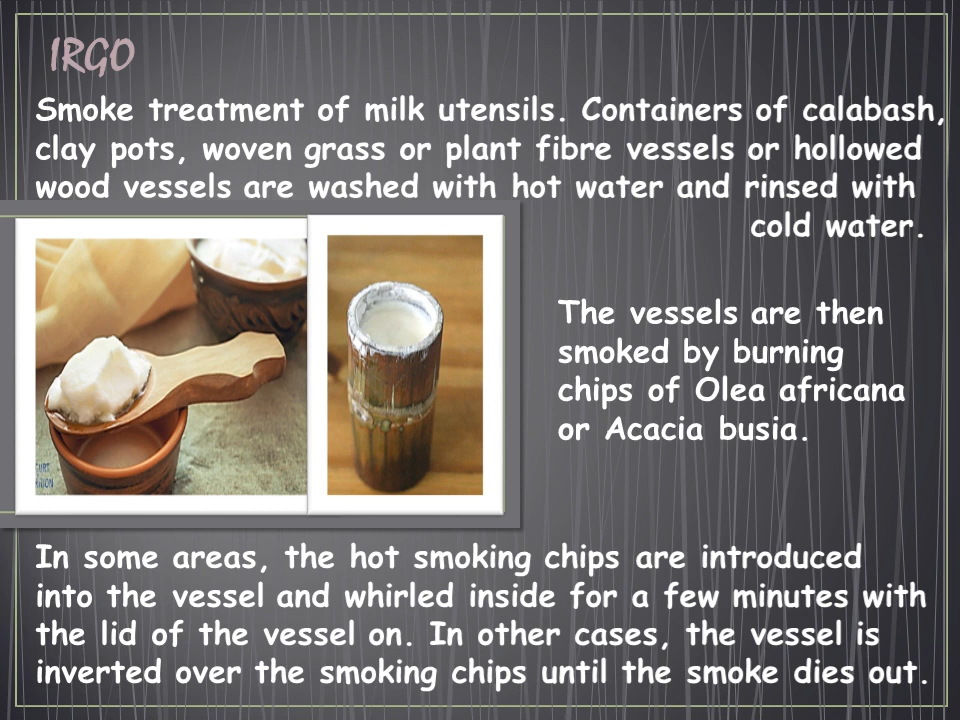 IRGO
Smoke treatment of milk utensils. Containers of calabash,
clay pots, woven grass or plant fibre vessels or hollowed
wood vessels are washed with hot water and rinsed with
cold water.
The vessels are then
smoked by burning
chips of Olea africana
or Acacia busia.
In some areas, the hot smoking chips are introduced
into the vessel and whirled inside for a few minutes with
the lid of the vessel on. In other cases, the vessel is
inverted over the smoking chips until the smoke dies out.